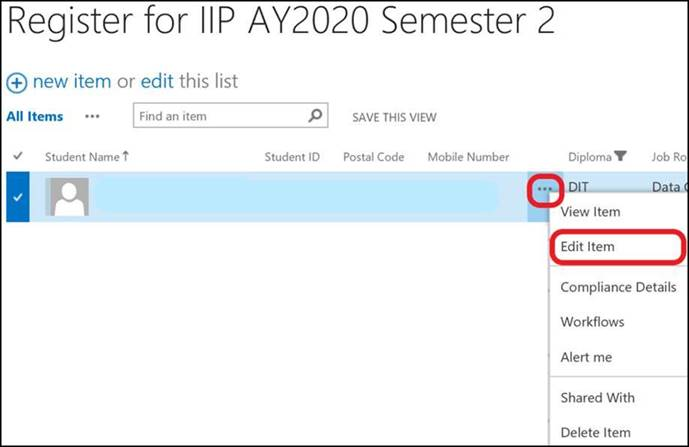 Register for IIP AY2020 Semester 2
new item or edit this list
All Items ••• Find an item SAVE THIS VIEW
Student Name Student ID Postal Code Mobile Number Diploma Job Ro
••• DIT Data
View Item
Edit Item
Compliance Details
Workflows
Alert me
Shared With
Delete Item